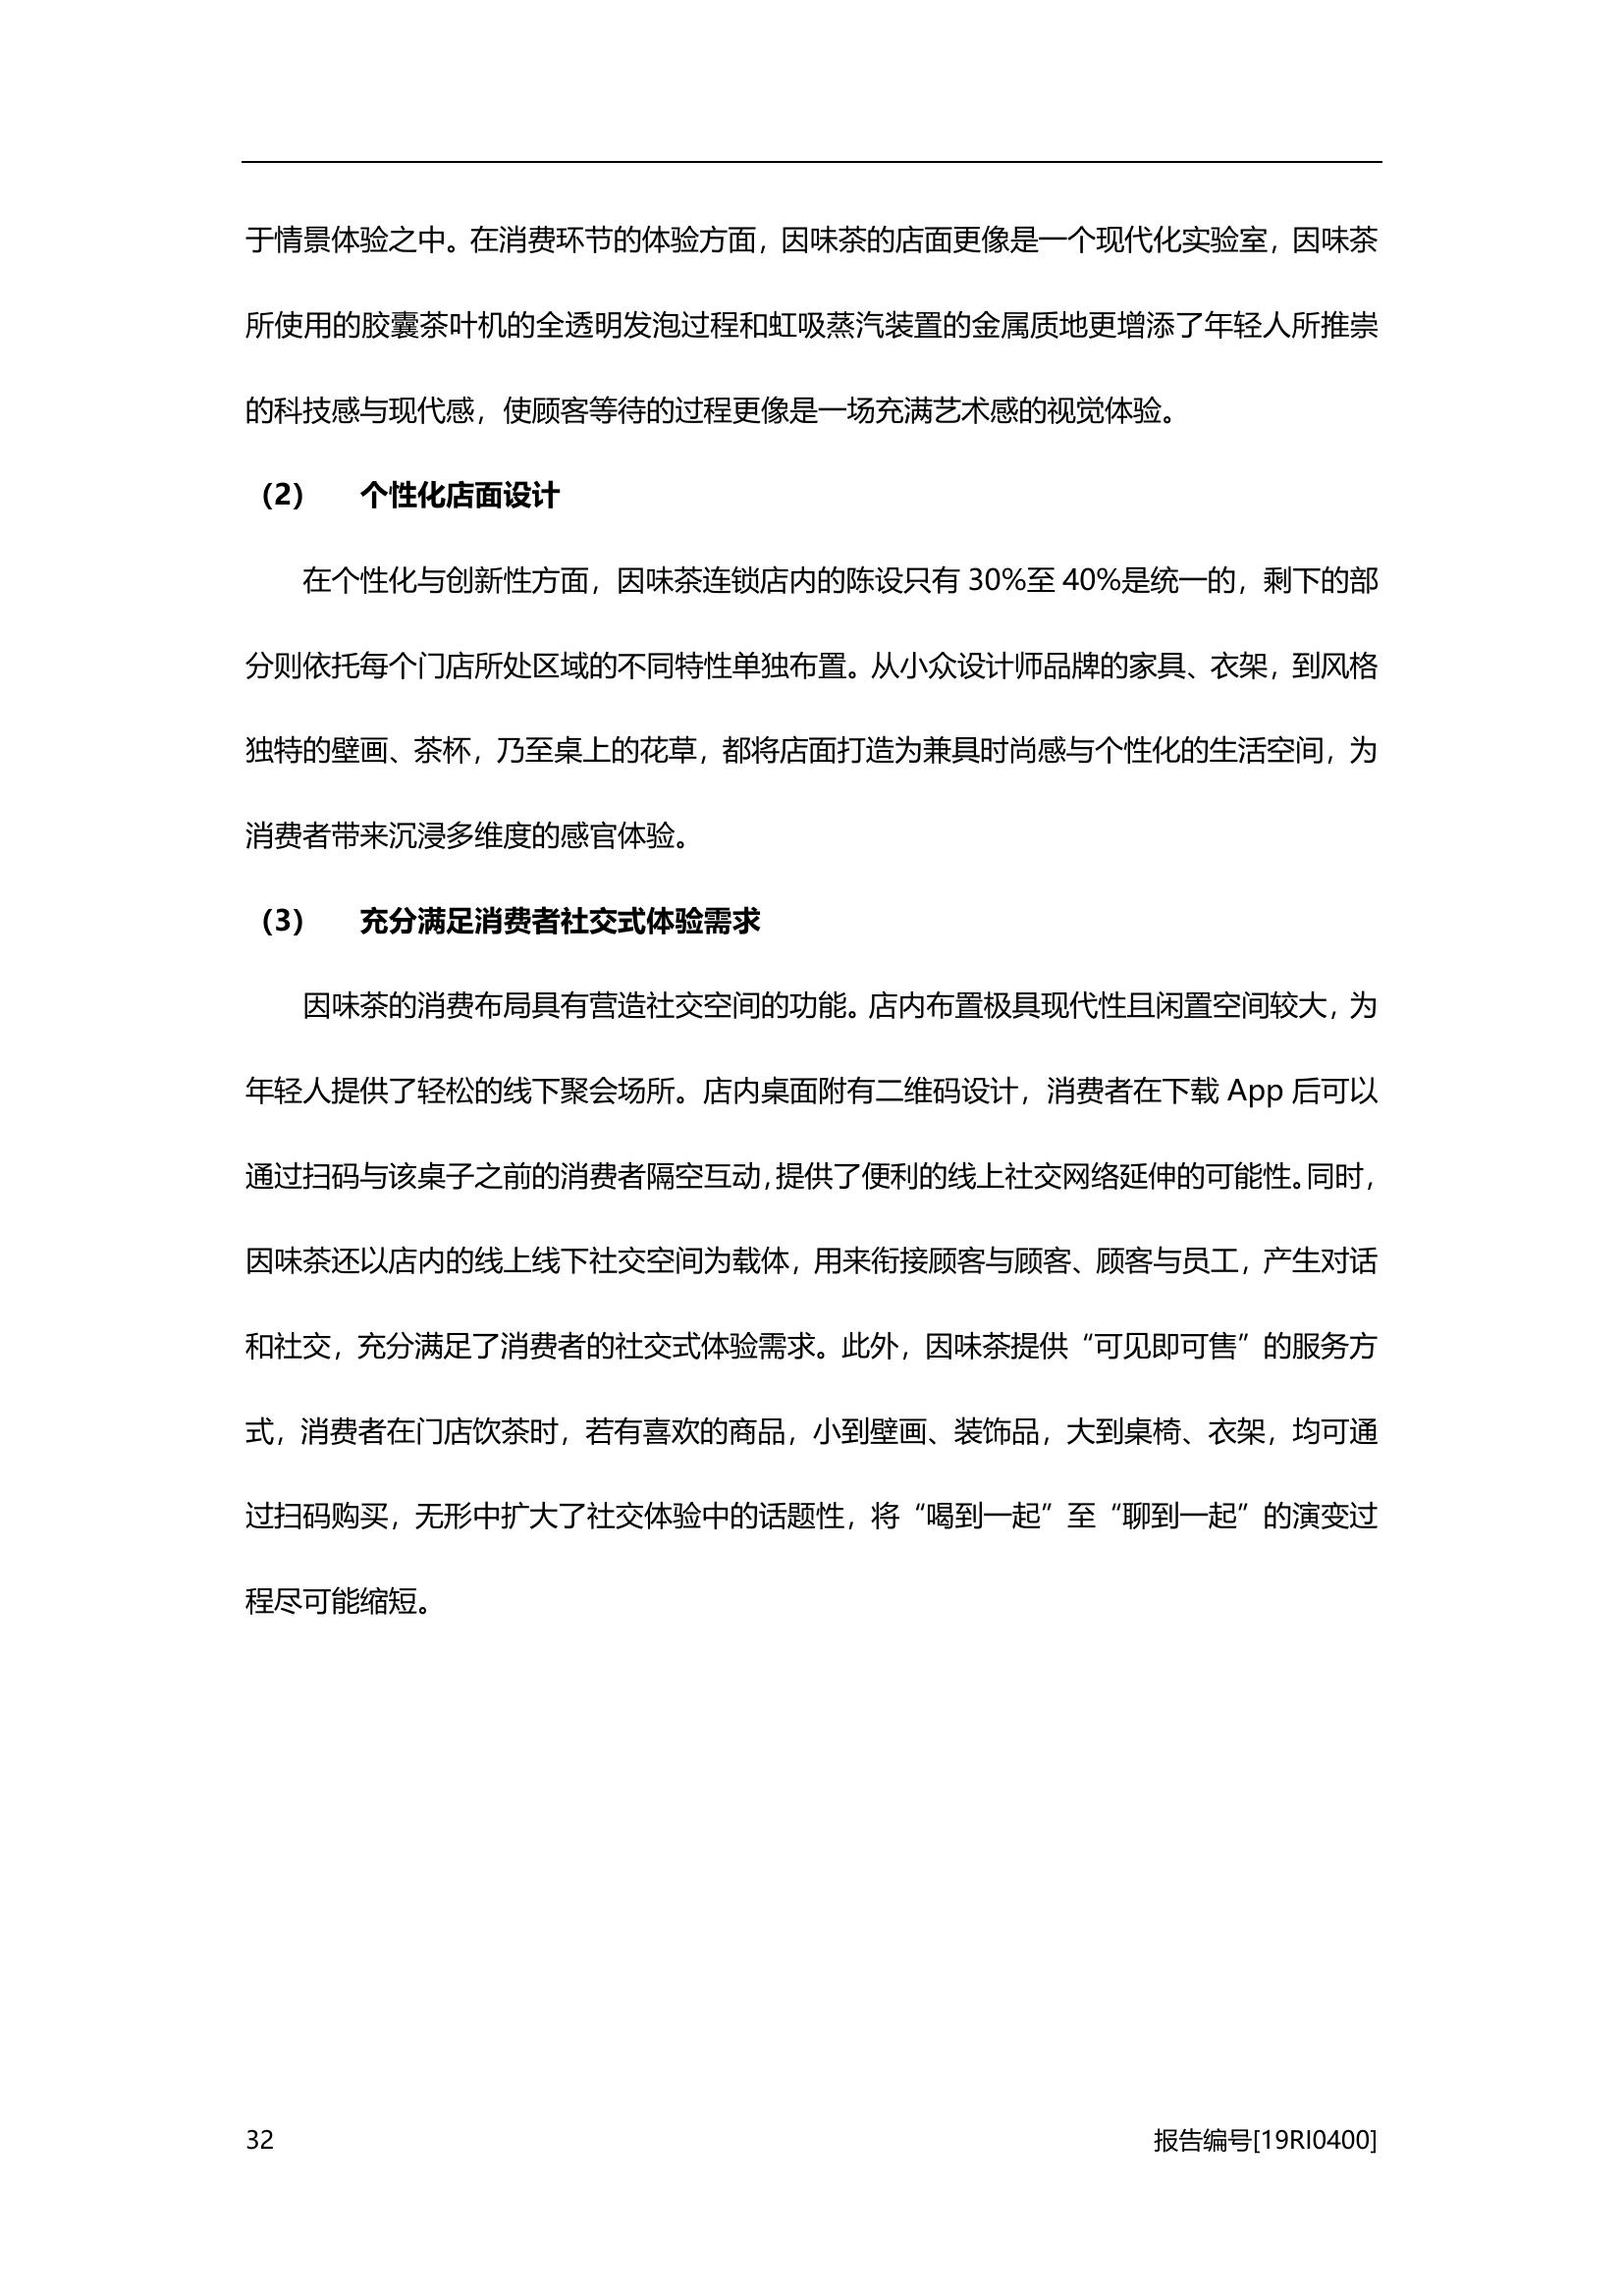 于情景体验之中。在消费环节的体验方面，因味茶的店面更像是一个现代化实验室，因味茶
所使用的胶囊茶叶机的全透明发泡过程和虹吸蒸汽装置的金属质地更增添了年轻人所推崇
的科技感与现代感，使顾客等待的过程更像是一场充满艺术感的视觉体验。
（2） 个性化店面设计
在个性化与创新性方面，因味茶连锁店内的陈设只有 30%至 40%是统一的，剩下的部
分则依托每个门店所处区域的不同特性单独布置。从小众设计师品牌的家具、衣架，到风格
独特的壁画、茶杯，乃至桌上的花草，都将店面打造为兼具时尚感与个性化的生活空间，为
消费者带来沉浸多维度的感官体验。
（3） 充分满足消费者社交式体验需求
因味茶的消费布局具有营造社交空间的功能。店内布置极具现代性且闲置空间较大，为
年轻人提供了轻松的线下聚会场所。店内桌面附有二维码设计，消费者在下载 App 后可以
通过扫码与该桌子之前的消费者隔空互动，提供了便利的线上社交网络延伸的可能性。同时，
因味茶还以店内的线上线下社交空间为载体，用来衔接顾客与顾客、顾客与员工，产生对话
和社交，充分满足了消费者的社交式体验需求。此外，因味茶提供“可见即可售”的服务方
式，消费者在门店饮茶时，若有喜欢的商品，小到壁画、装饰品，大到桌椅、衣架，均可通
过扫码购买，无形中扩大了社交体验中的话题性，将“喝到一起”至“聊到一起”的演变过
程尽可能缩短。
32 报告编号[19RI0400]